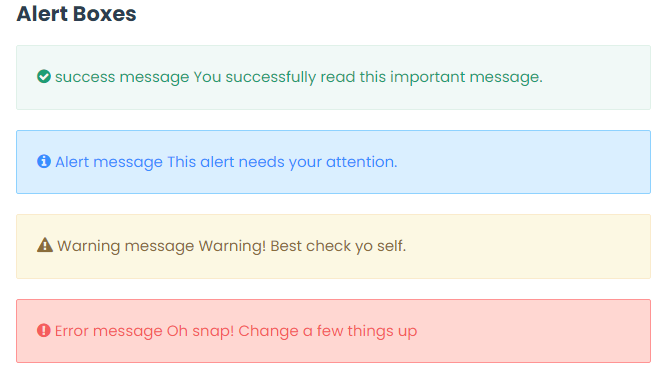 Alert Boxes
success message You successfully read this important message.
Alert message This alert needs your attention.
Warning message Warning! Best check yo self.
Error message Oh snap! Change a few things up